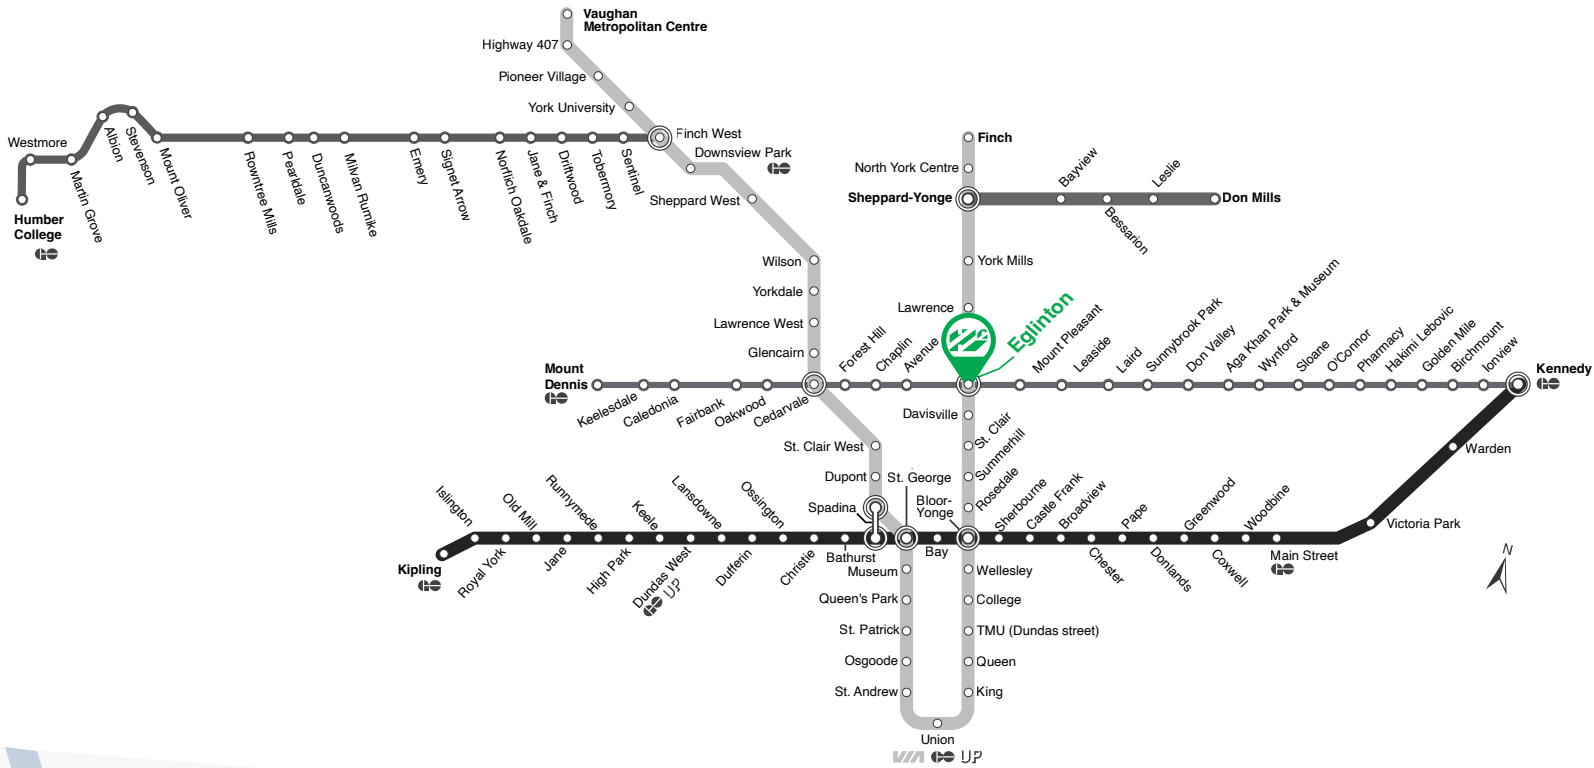 Vaughan
Metropolitan Centre
Highway 407
Pioneer Village
York University
Finch West
Downsview Park
Sheppard West
Westmore
Albion
Stevenson
Mount Oliver
Martin Grove
Humber
College
Rowntree Mills
Pearldale
Duncanwoods
Milvan Rumike
Emery
Signet Arrow
Norflich Oakdale
Jane & Finch
Driftwood
Tobermory
Sentinel
Finch
North York Centre
Sheppard-Yonge
Bayview
Bessarion
Leslie
Don Mills
Wilson
York Mills
Yorkdale
Lawrence West
Lawrence
Glencairn
Eglinton
Mount
Dennis
Keelesdale
Caledonia
Fairbank
Oakwood
Cedarvale
Forest Hill
Chaplin
Avenue
Mount Pleasant
Leaside
Laird
Sunnybrook Park
Don Valley
Aga Khan Park & Museum
Wynford
Sloane
O'Connor
Pharmacy
Hakimi Lebovic
Golden Mile
Birchmount
Ionview
Kennedy
Davisville
St. Clair West
St. Clair
Summerhill
Rosedale
Dupont
St. George
Spadina
Bloor-
Yonge
Warden
Victoria Park
Islington
Old Mill
Runnymede
Keele
Lansdowne
Ossington
Sherbourne
Castle Frank
Broadview
Pape
Greenwood
Woodbine
Kipling
Royal York
Jane
High Park
Dundas West
UP
Dufferin
Christie
Bathurst
Bay
Chester
Donlands
Coxwell
Main Street
N
Museum
Wellesley
Queen's Park
College
St. Patrick
TMU (Dundas street)
Osgoode
Queen
St. Andrew
King
Union
VIA GO UP